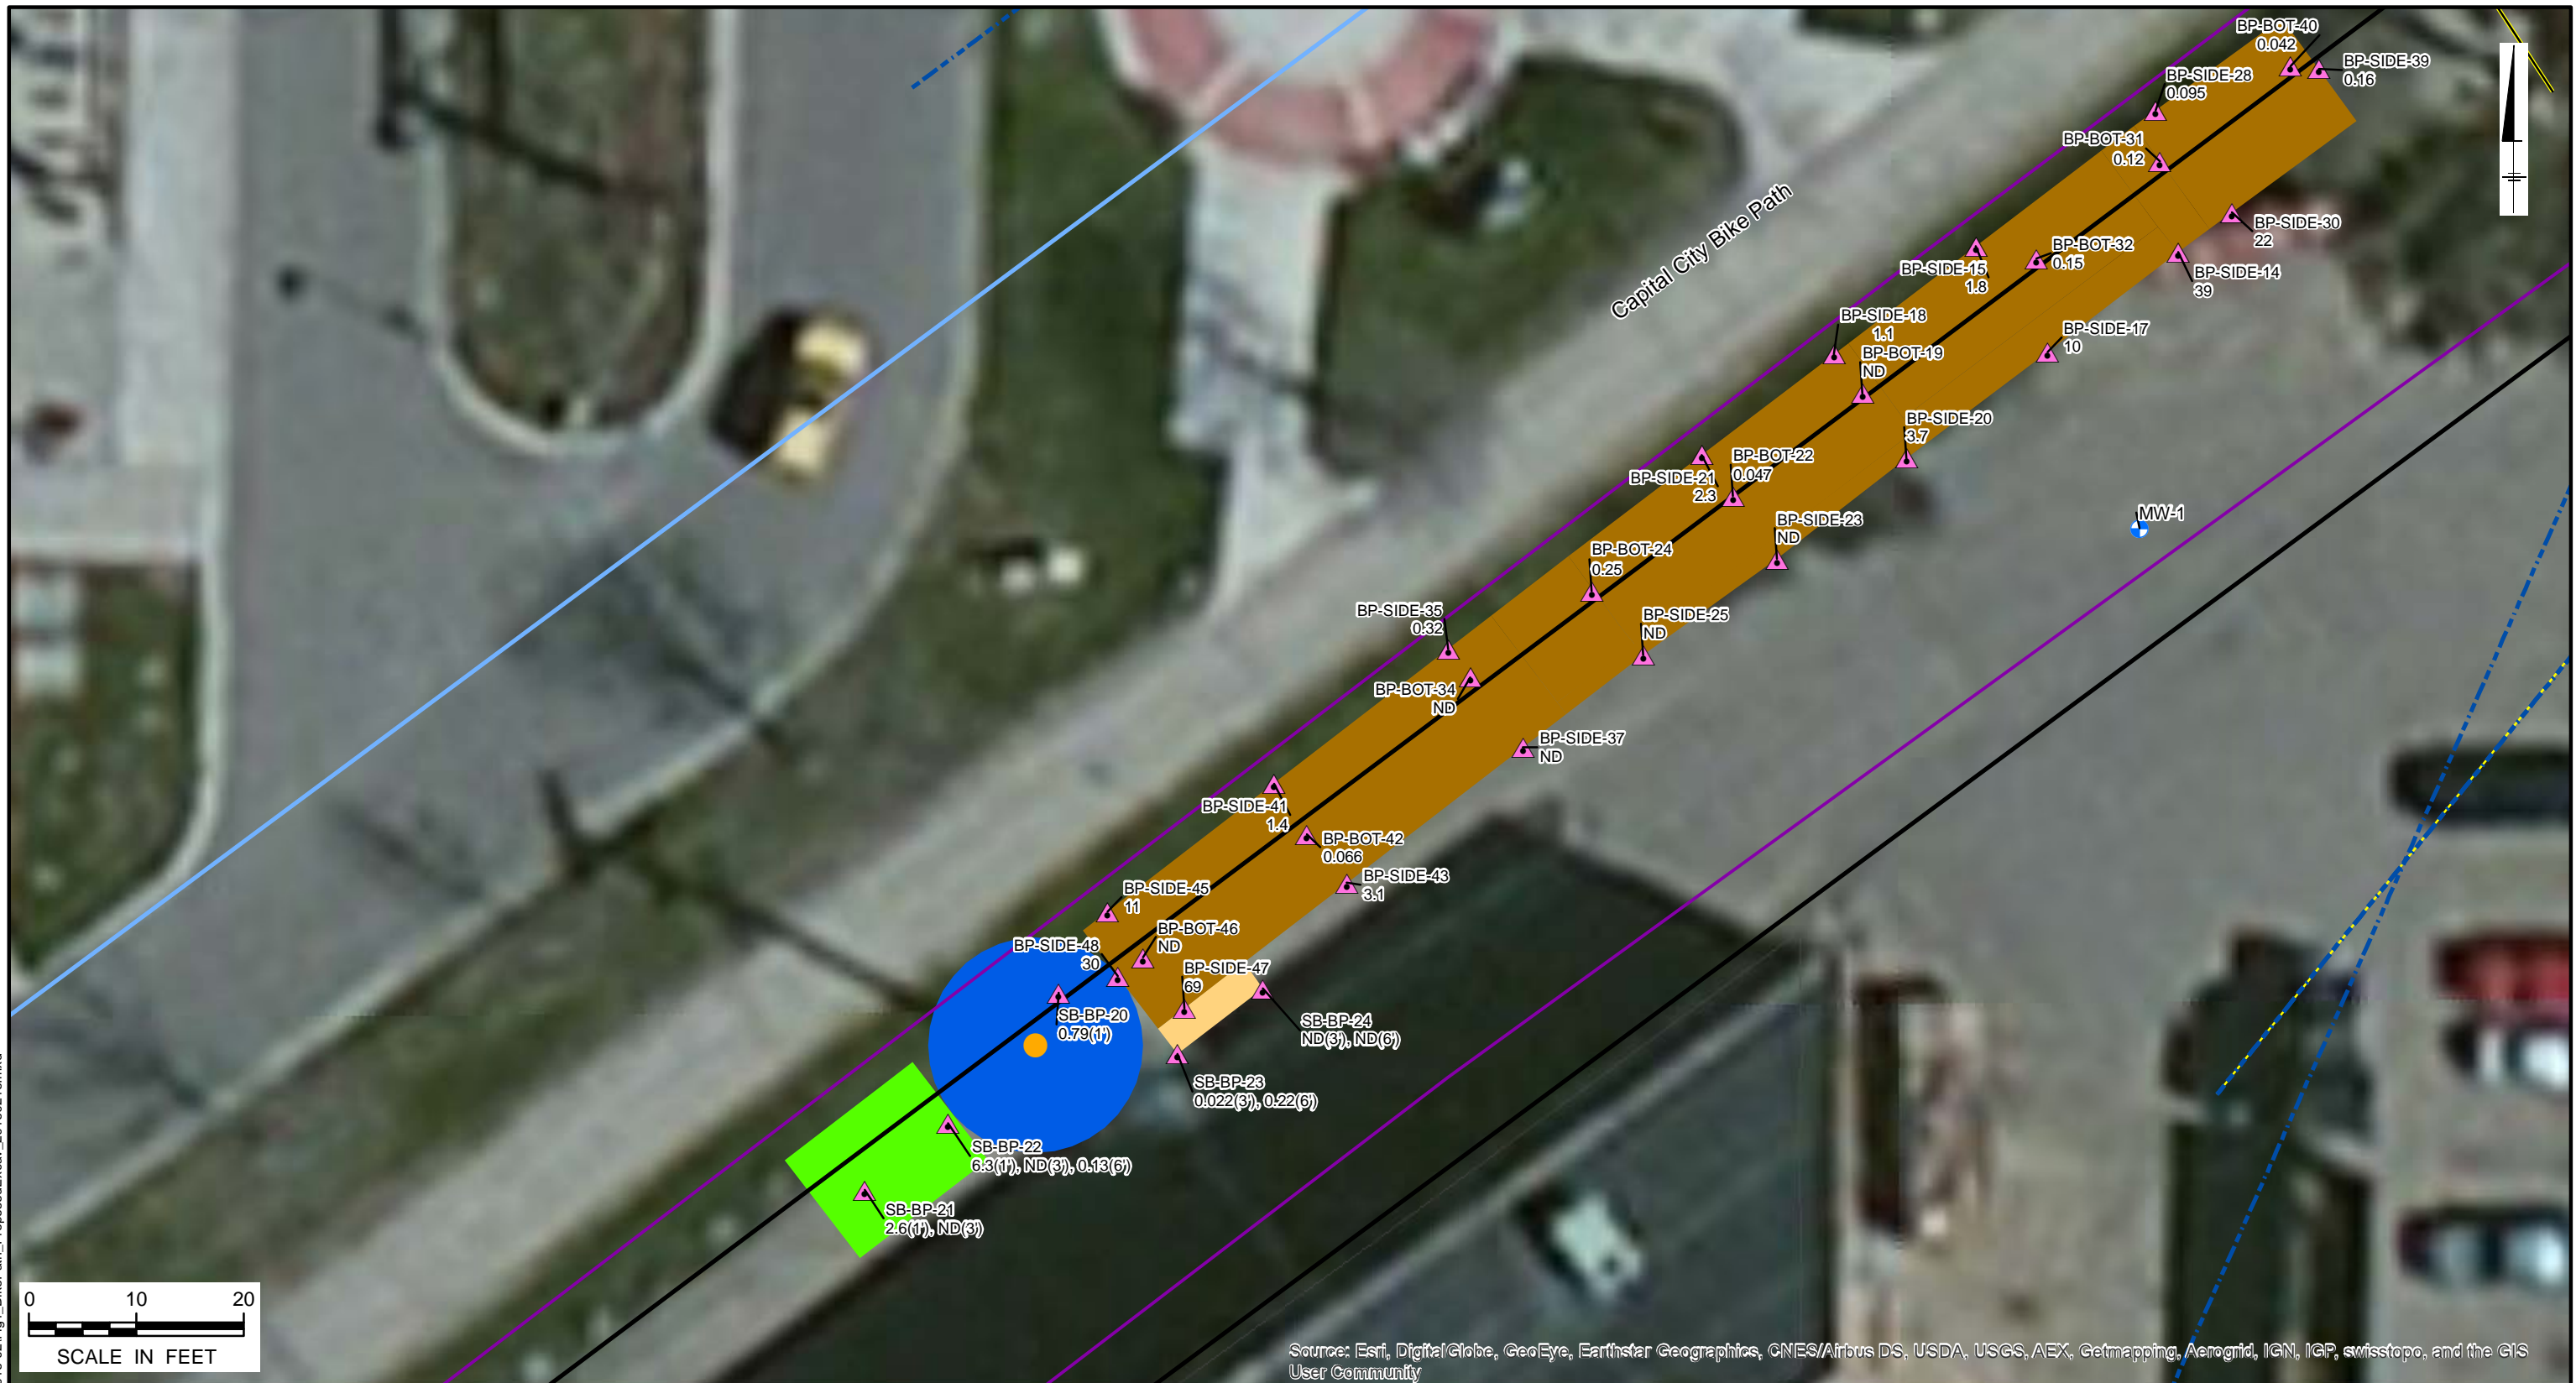 BP-BOT-40
0.042
BP-SIDE-39
0.16
BP-SIDE-28
0.095
BP-BOT-31
0.12
BP-SIDE-30
22
BP-BOT-32
0.15
BP-SIDE-15
1.8
BP-SIDE-14
39
Capital City Bike Path
BP-SIDE-18
1.1
BP-SIDE-17
10
BP-BOT-19
ND
BP-SIDE-20
3.7
BP-BOT-22
0.047
BP-SIDE-21
2.3
MW-1
BP-SIDE-23
ND
BP-BOT-24
0.25
BP-SIDE-35
0.32
BP-SIDE-25
ND
BP-BOT-34
ND
BP-SIDE-37
ND
BP-SIDE-41
1.4
BP-BOT-42
0.066
BP-SIDE-43
3.1
BP-SIDE-45
11
BP-BOT-46
ND
BP-SIDE-48
30
BP-SIDE-47
69
SB-BP-20
0.79(1')
SB-BP-24
ND(3'), ND(6')
SB-BP-23
0.022(3'), 0.22(6')
SB-BP-22
6.3(1'), ND(3'), 0.13(6')
SB-BP-21
2.6(1'), ND(3')
0 10 20
SCALE IN FEET
Source: Esri, DigitalGlobe, GeoEye, Earthstar Geographics, CNES/Airbus DS, USDA, USGS, AEX, Getmapping, Aerogrid, IGN, IGP, swisstopo, and the GIS
User Community